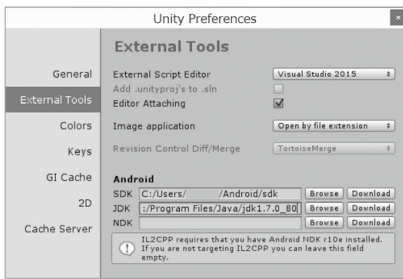 Unity Preferences
External Tools
General
External Tools
Colors
Keys
GI Cache
2D
Cache Server
External Script Editor Visual Studio 2015
Add .unityproj's to .sln
Editor Attaching
Image application Open by file extension
Revision Control Diff/Merge TortoiseMerge
Android
SDK C:/Users/ /Android/sdk Browse Download
JDK :/Program Files/Java/jdk1.7.0_80 Browse Download
NDK Browse Download
IL2CPP requires that you have Android NDK r10e installed.
If you are not targeting IL2CPP you can leave this field
empty.